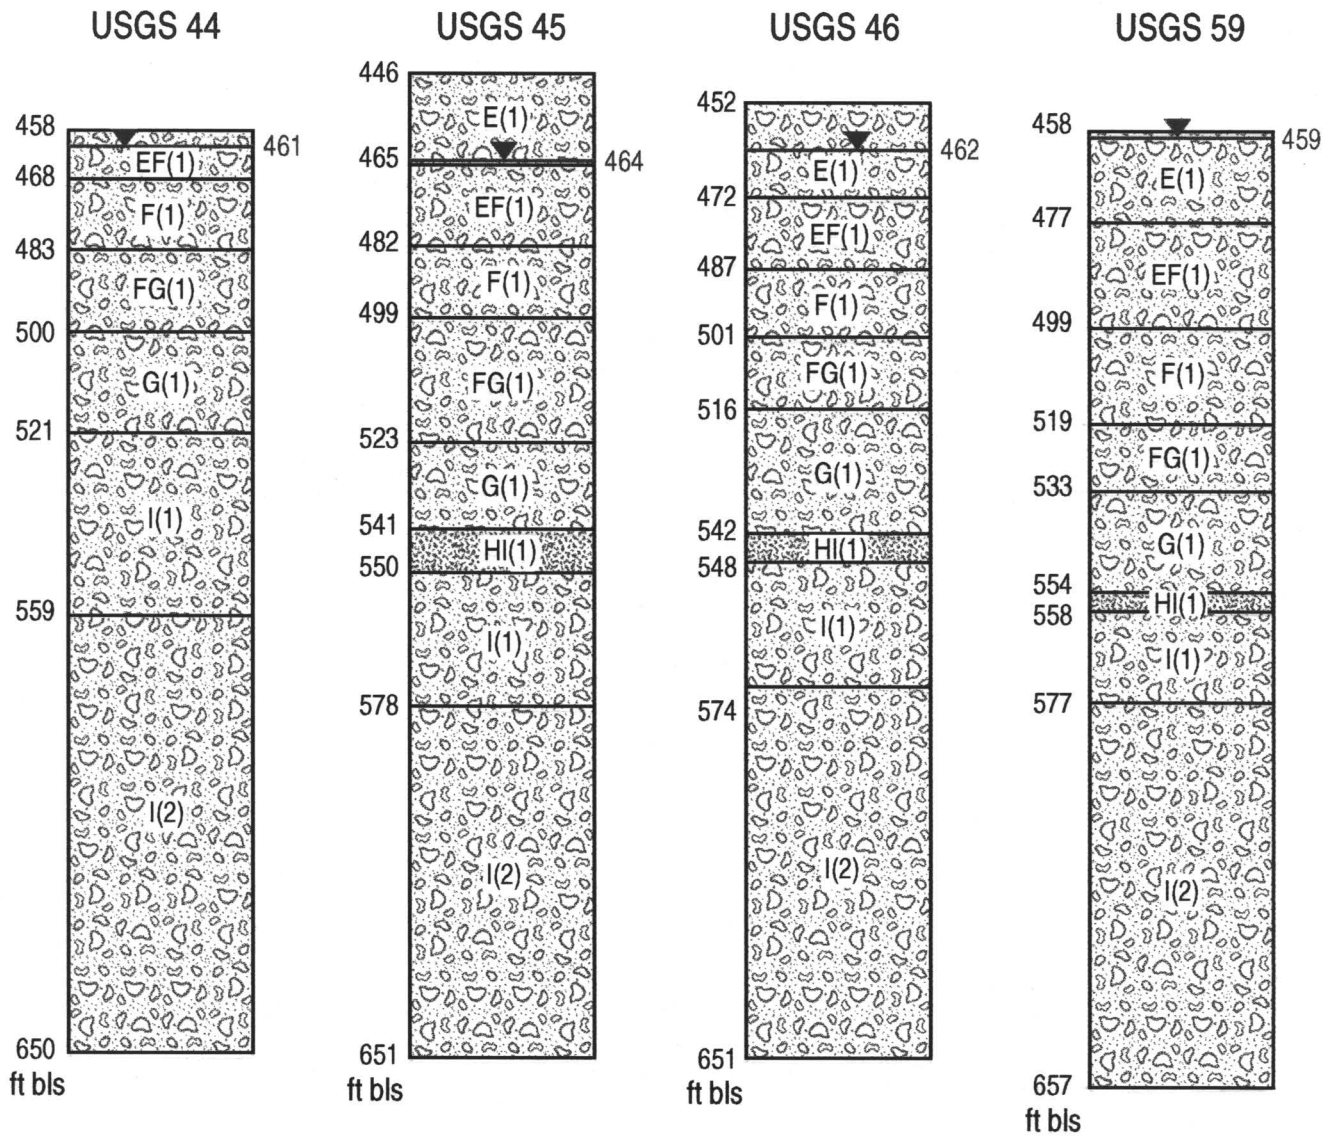 USGS 44
USGS 45
USGS 46
USGS 59
458
461
EF(1)
468
F(1)
483
FG(1)
500
G(1)
521
I(1)
559
I(2)
650
ft bls
446
E(1)
465
464
EF(1)
482
F(1)
499
FG(1)
523
G(1)
541
HI(1)
550
I(1)
578
I(2)
651
ft bls
452
462
E(1)
472
EF(1)
487
F(1)
501
FG(1)
516
G(1)
542
HI(1)
548
I(1)
574
I(2)
651
ft bls
458
459
E(1)
477
EF(1)
499
F(1)
519
FG(1)
533
G(1)
554
HI(1)
558
I(1)
577
I(2)
657
ft bls